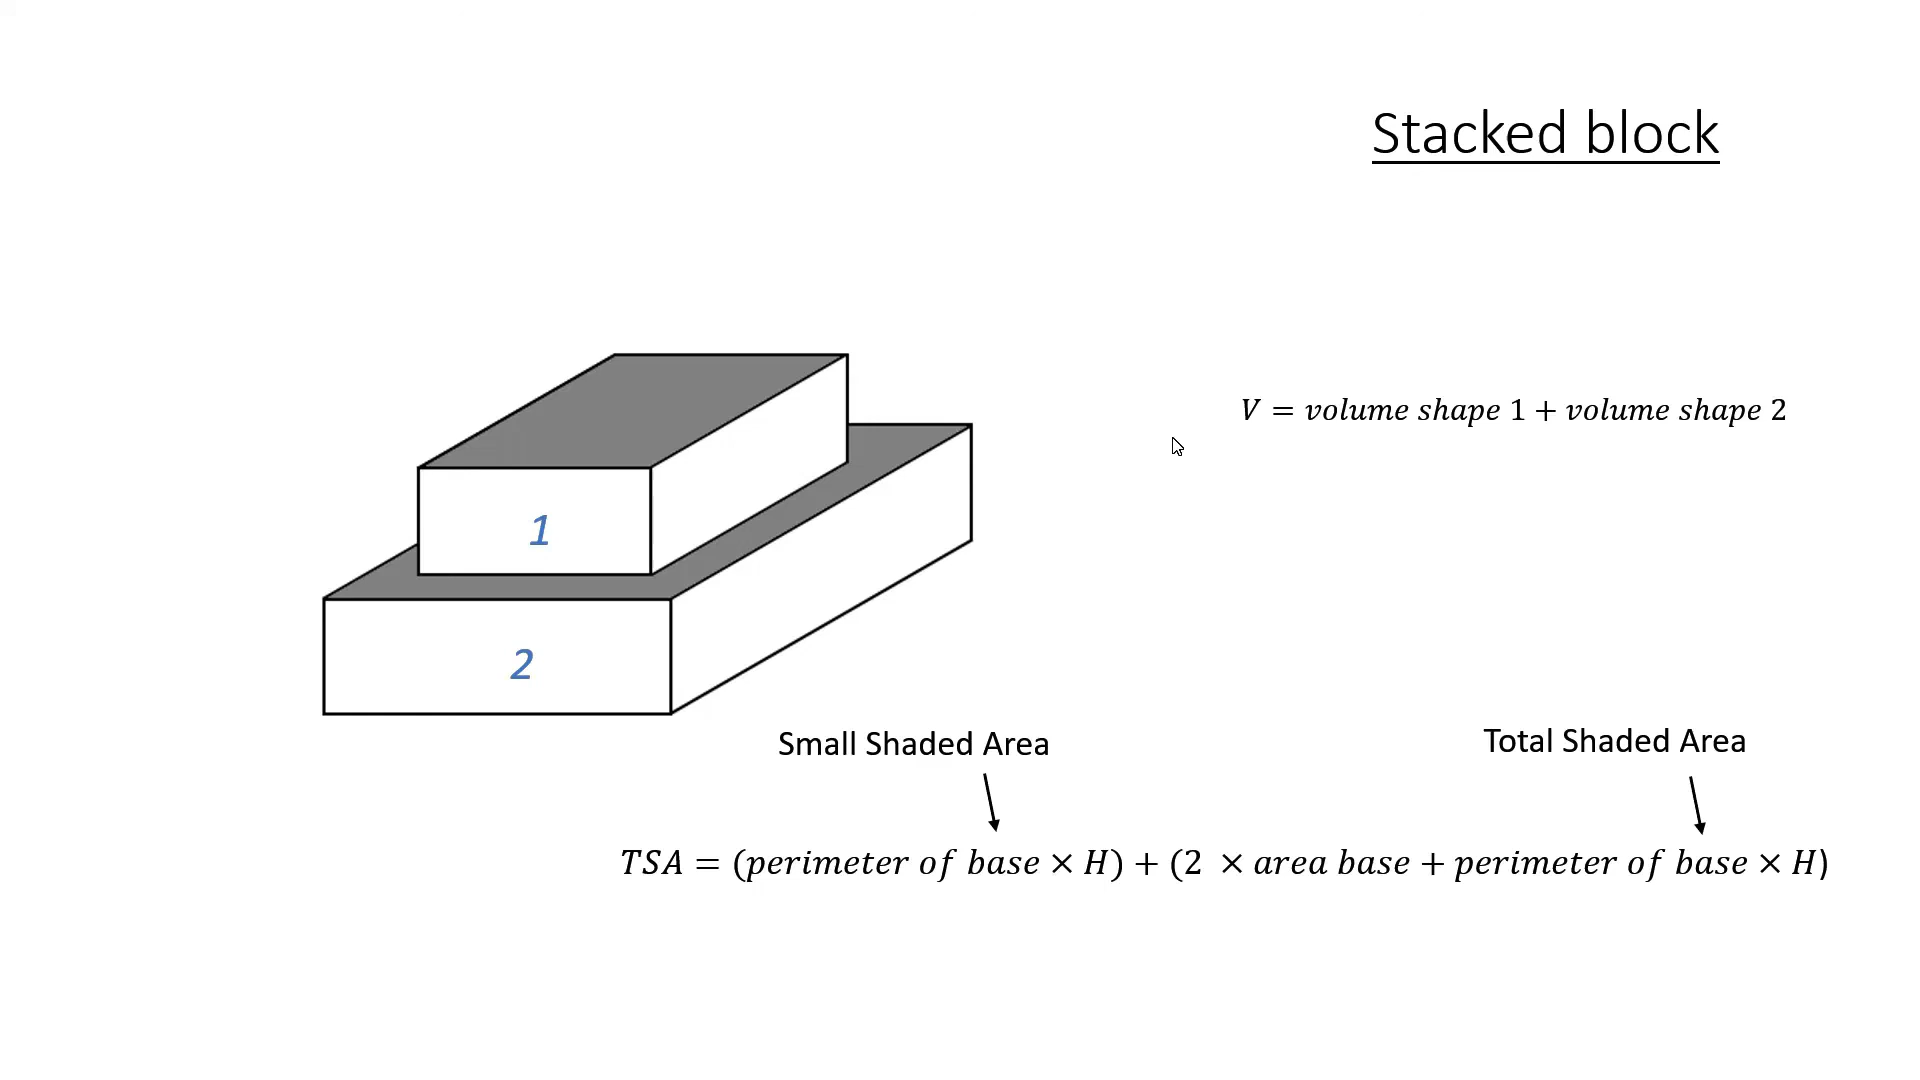 Stacked block
V = volume shape 1 + volume shape 2
1
2
Small Shaded Area
Total Shaded Area
TSA = (perimeter of base × H) + (2 × area base + perimeter of base × H)